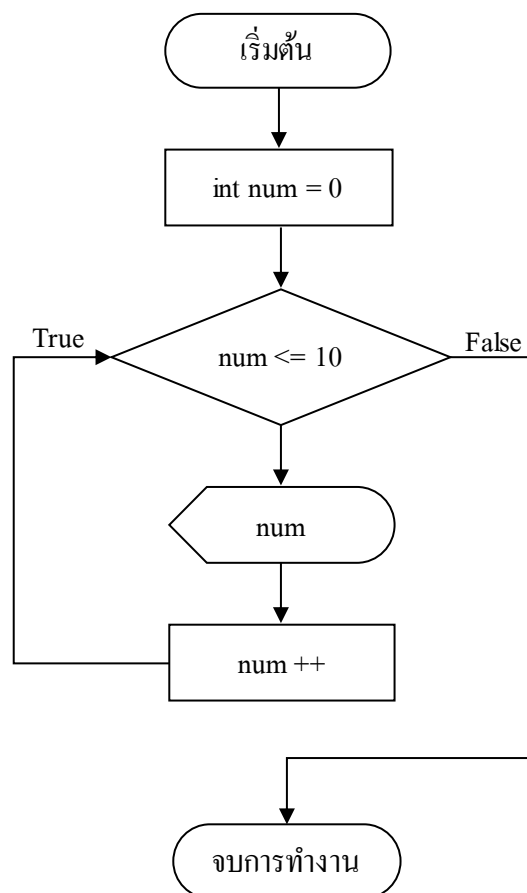 เริ่มต้น
int num = 0
True
num <= 10
False
num
num ++
จบการทำงาน